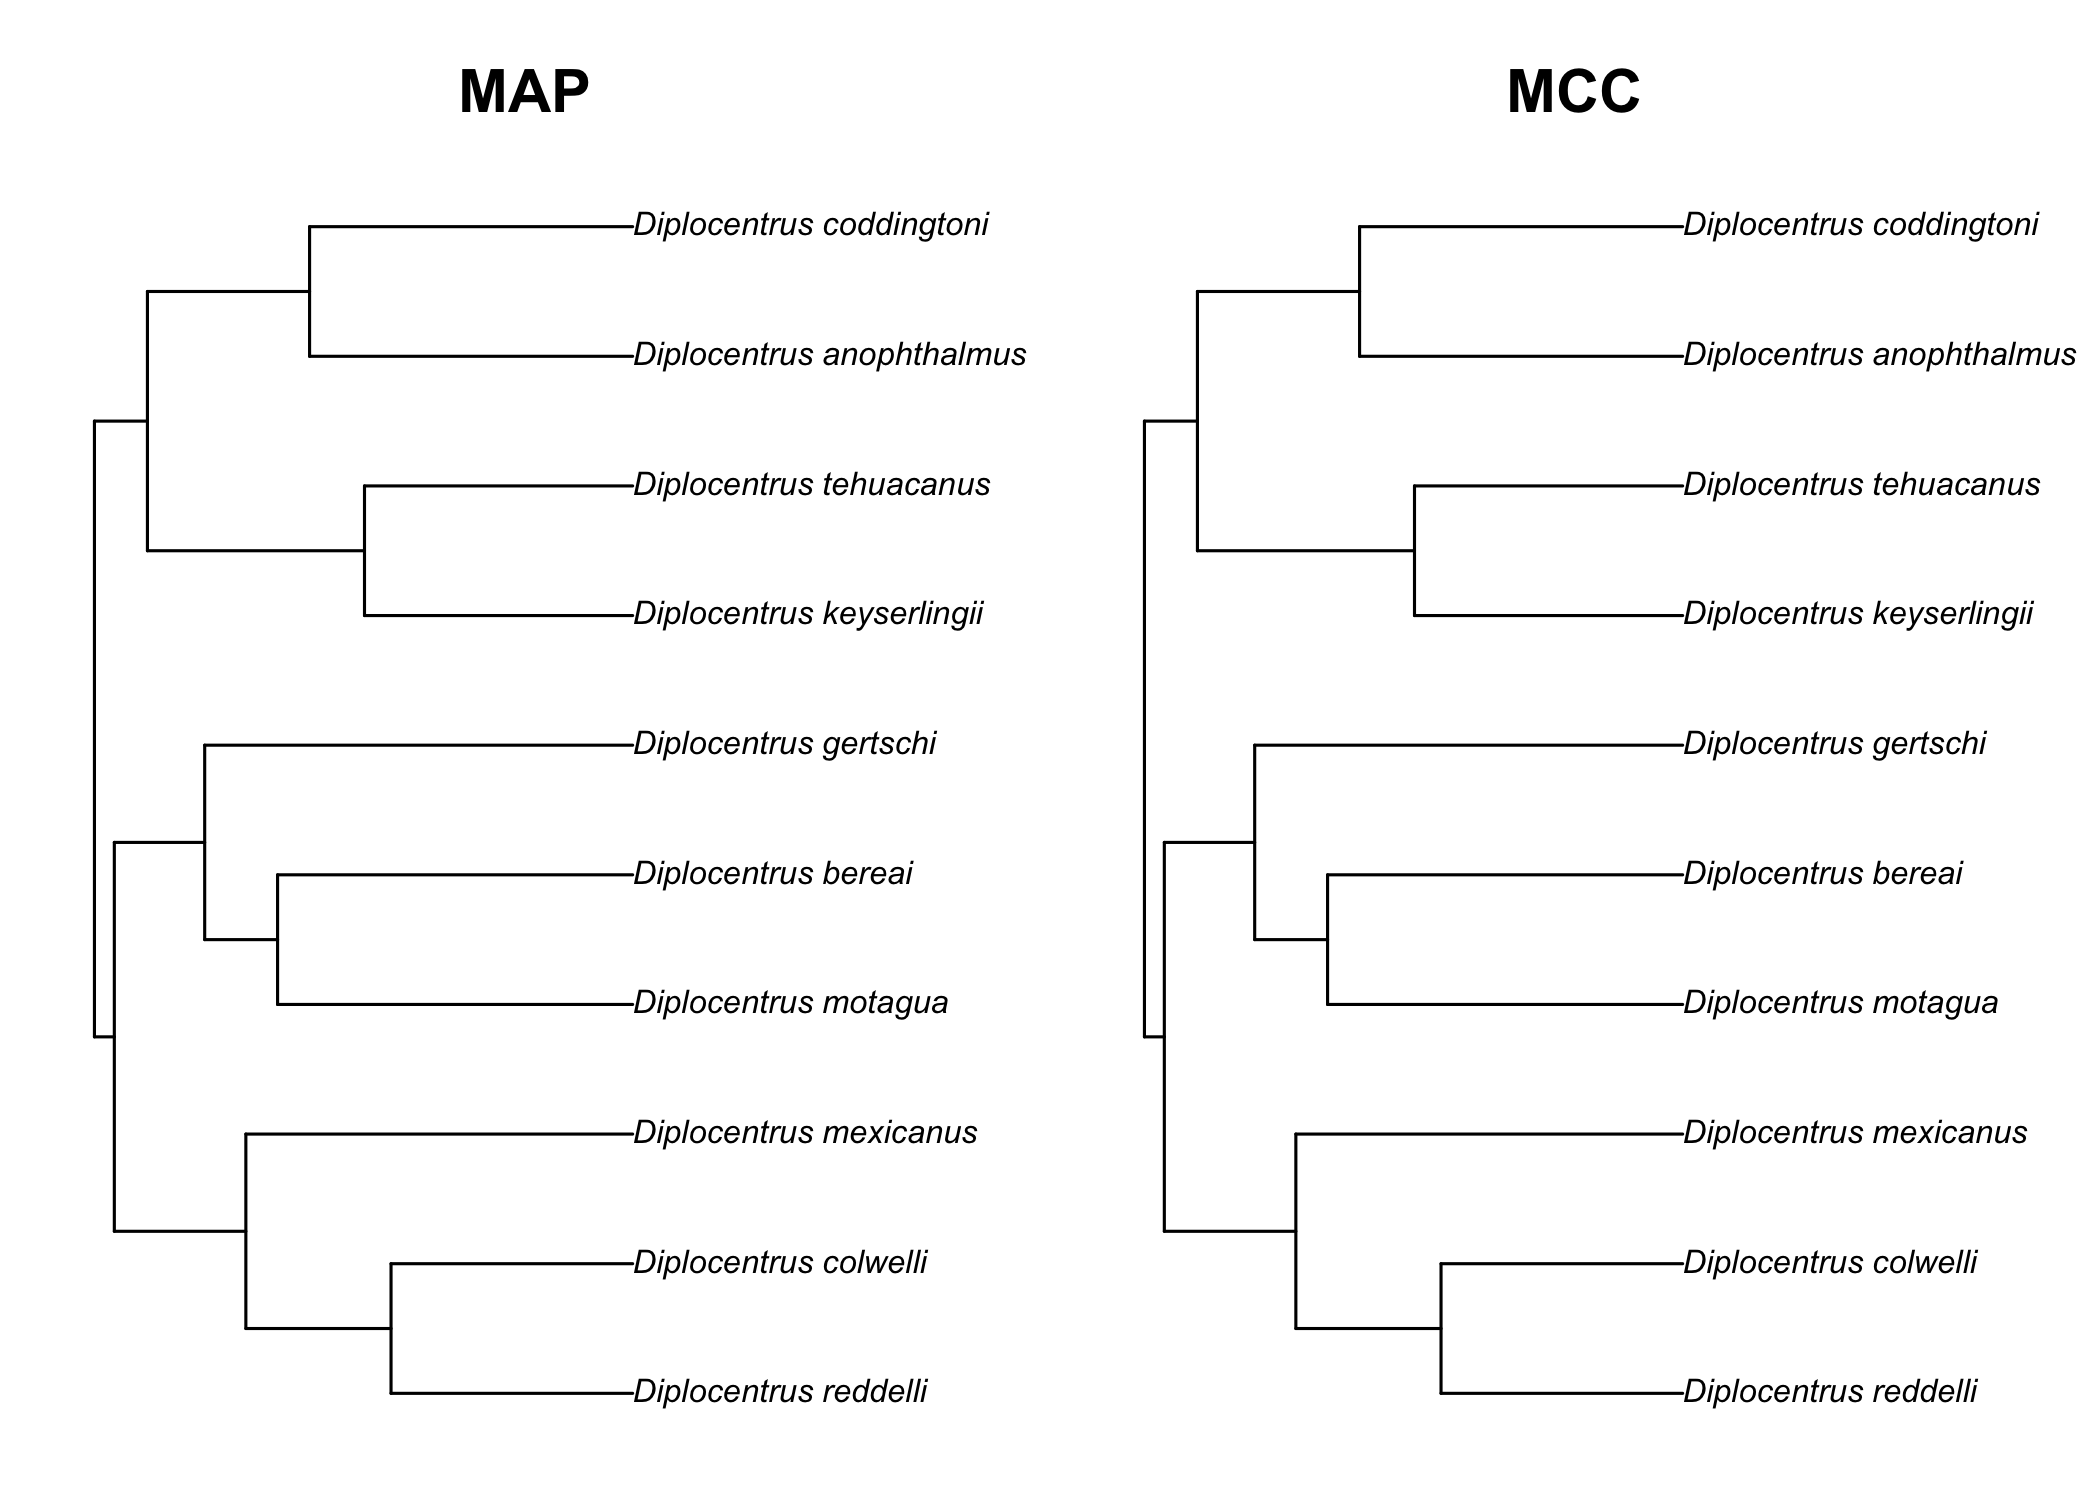 MAP
Diplocentrus coddingtoni
Diplocentrus anophthalmus
Diplocentrus tehuacanus
Diplocentrus keyserlingii
Diplocentrus gertschi
Diplocentrus bereai
Diplocentrus motagua
Diplocentrus mexicanus
Diplocentrus colwelli
Diplocentrus reddelli
MCC
Diplocentrus coddingtoni
Diplocentrus anophthalmus
Diplocentrus tehuacanus
Diplocentrus keyserlingii
Diplocentrus gertschi
Diplocentrus bereai
Diplocentrus motagua
Diplocentrus mexicanus
Diplocentrus colwelli
Diplocentrus reddelli